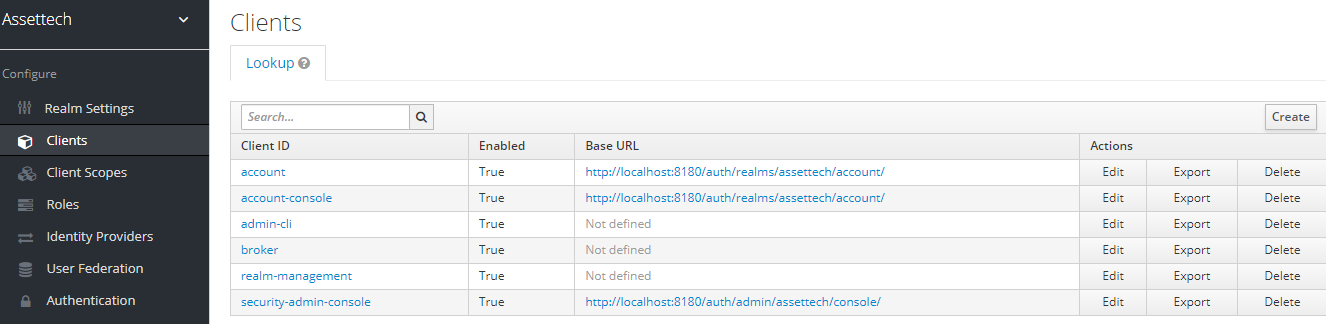 Assettech
Configure
Realm Settings
Clients
Client Scopes
Roles
Identity Providers
User Federation
Authentication
Clients
Lookup
Search...
Create
Client ID Enabled Base URL Actions
account True http://localhost:8180/auth/realms/assettech/account/ Edit Export Delete
account-console True http://localhost:8180/auth/realms/assettech/account/ Edit Export Delete
admin-cli True Not defined Edit Export Delete
broker True Not defined Edit Export Delete
realm-management True Not defined Edit Export Delete
security-admin-console True http://localhost:8180/auth/admin/assettech/console/ Edit Export Delete